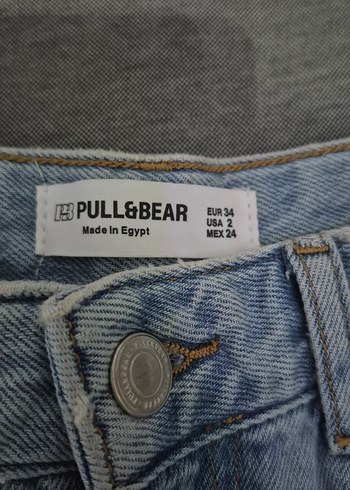 PULL&BEAR
Made in Egypt
EUR 34
USA 2
MEX 24